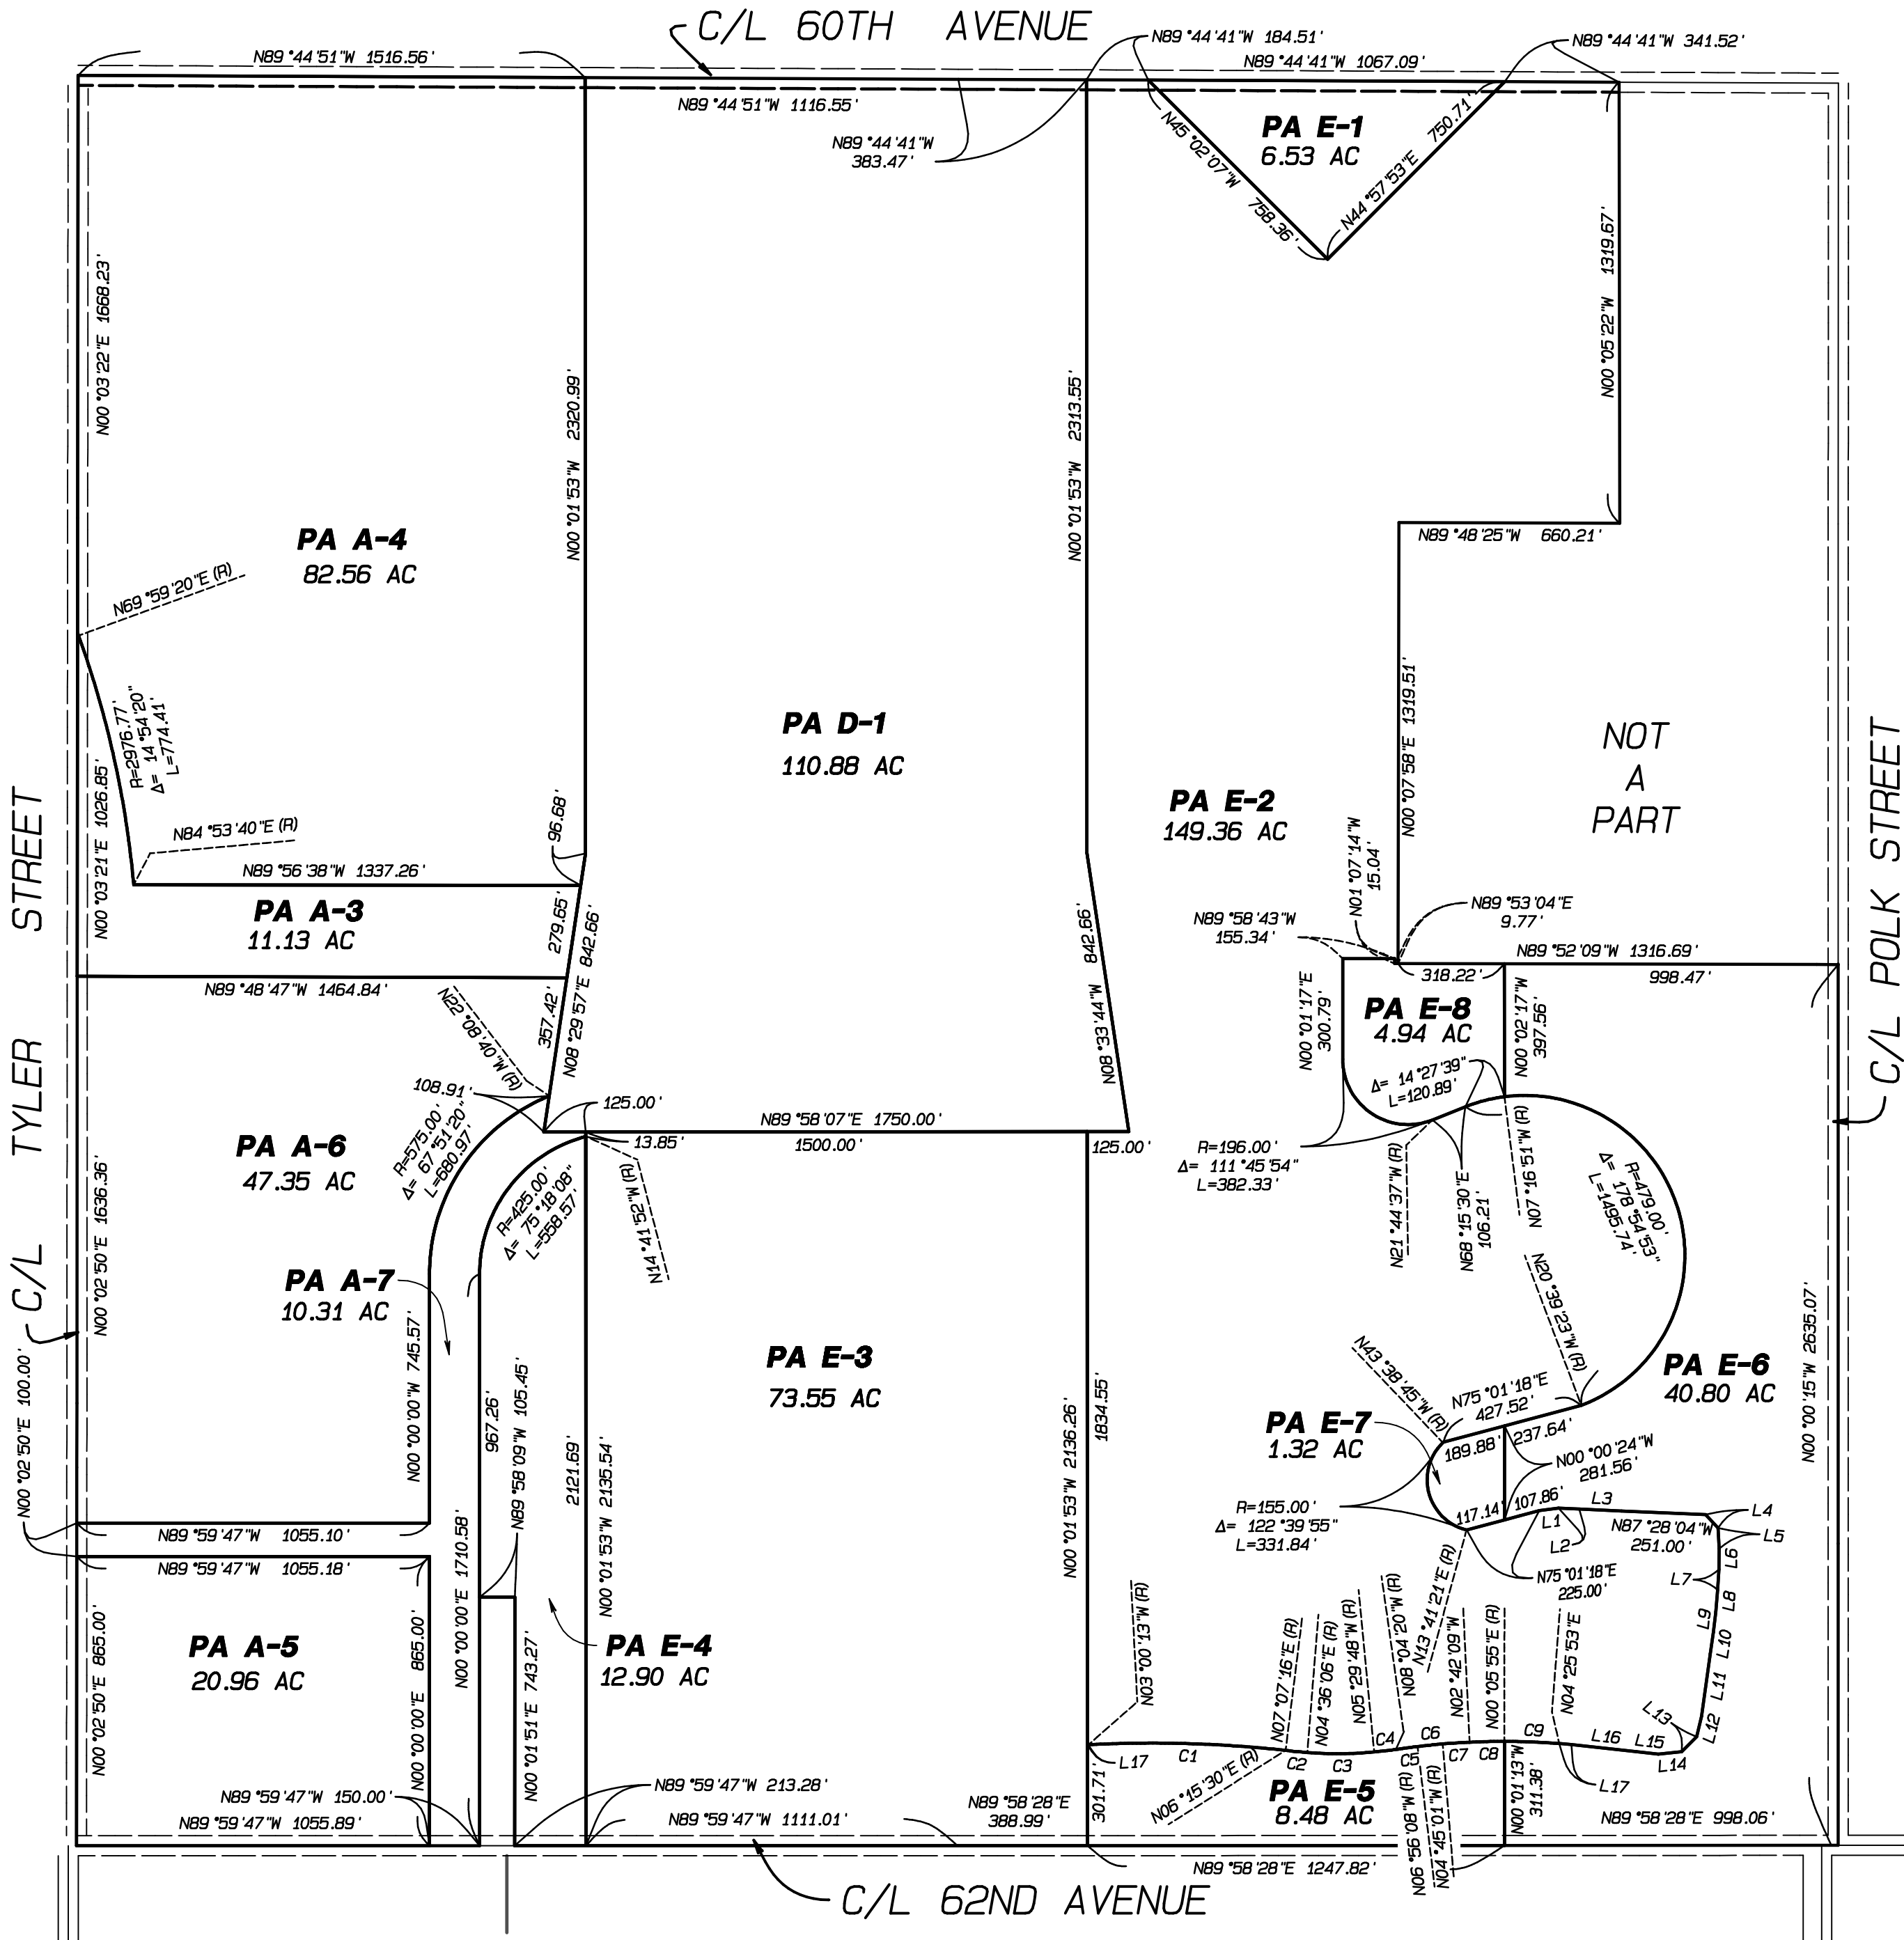 C/L 60TH AVENUE
N89°44'51"W 1516.56'
N89°44'41"W 184.51'
N89°44'41"W 1067.09'
N89°44'41"W 341.52'
N89°44'51"W 1116.55'
N89°44'41"W
383.47'
PA E-1
6.53 AC
N45°02'07"W 758.36'
N44°57'53"E 750.71'
N00°03'22"E 1668.23'
N00°01'53"W 2320.99'
N00°01'53"W 2313.55'
N00°05'22"W 1319.67'
PA A-4
82.56 AC
N89°48'25"W 660.21'
N69°59'20"E (R)
R=2976.77'
Δ= 14°54'20"
L=774.41'
N00°03'21"E 1026.85'
N84°53'40"E (R)
N89°56'38"W 1337.26'
96.68'
PA D-1
110.88 AC
PA E-2
149.36 AC
N00°07'58"E 1319.51'
NOT
A
PART
C/L TYLER STREET
C/L POLK STREET
PA A-3
11.13 AC
279.65'
N08°29'57"E 842.66'
N89°48'47"W 1464.84'
357.42'
N22°08'40"W (R)
N08°33'44"W 842.66'
N01°07'14"W
15.04'
N89°58'43"W
155.34'
N89°53'04"E
9.77'
N89°52'09"W 1316.69'
318.22'
998.47'
N00°01'17"E
300.79'
PA E-8
4.94 AC
N00°02'17"W
397.56'
Δ= 14°27'39"
L=120.89'
108.91'
125.00'
N89°58'07"E 1750.00'
13.85'
1500.00'
125.00'
R=575.00'
Δ= 67°51'20"
L=680.97'
R=425.00'
Δ= 75°18'08"
L=558.57'
N14°41'52"W (R)
R=196.00'
Δ= 111°45'54"
L=382.33'
N21°44'37"W (R)
N68°15'30"E
106.21'
N07°16'51"W (R)
R=479.00'
Δ= 178°54'53"
L=1495.74'
N20°39'23"W (R)
PA A-6
47.35 AC
N00°02'50"E 1636.36'
PA A-7
10.31 AC
N00°00'00"W 745.57'
967.26'
N89°58'09"W 105.45'
2121.69'
N00°01'53"W 2135.54'
PA E-3
73.55 AC
N00°01'53"W 2136.26'
1834.55'
N43°38'45"W (R)
N75°01'18"E
427.52'
PA E-6
40.80 AC
N00°00'15"W 2635.07'
PA E-7
1.32 AC
189.88'
237.64'
N00°00'24"W
281.56'
R=155.00'
Δ= 122°39'55"
L=331.84'
117.14'
107.86'
L1
L2
L3
L4
L5
N87°28'04"W
251.00'
L6
L7
L8
L9
L10
L11
L12
L13
L14
L15
L16
L17
N75°01'18"E
225.00'
N13°41'21"E (R)
N00°02'50"E 100.00'
N89°59'47"W 1055.10'
N89°59'47"W 1055.18'
N00°02'50"E 865.00'
PA A-5
20.96 AC
N00°00'00"E 865.00'
N00°00'00"E 1710.58'
N00°01'51"E 743.27'
PA E-4
12.90 AC
N03°00'13"W (R)
N07°07'16"E (R)
N04°36'06"E (R)
N05°29'48"W (R)
N08°04'20"W (R)
N02°42'09"W
N00°05'55"E (R)
N04°25'53"E
L17
C1
C2
C3
C4
C5
C6
C7
C8
C9
N06°15'30"E (R)
N06°56'08"W (R)
N04°45'01"W (R)
PA E-5
8.48 AC
301.71'
N00°01'13"W
311.38'
N89°59'47"W 150.00'
N89°59'47"W 1055.89'
N89°59'47"W 213.28'
N89°59'47"W 1111.01'
N89°58'28"E
388.99'
N89°58'28"E 998.06'
N89°58'28"E 1247.82'
C/L 62ND AVENUE